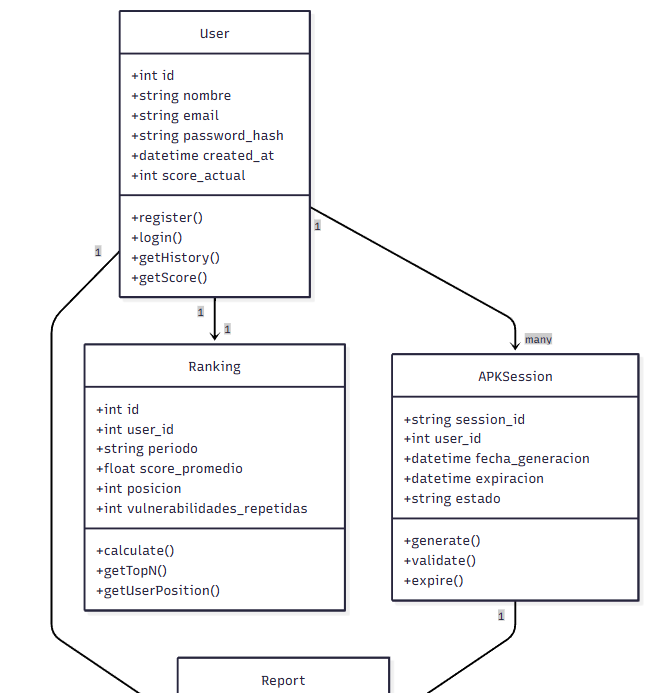 User
+int id
+string nombre
+string email
+string password_hash
+datetime created_at
+int score_actual
+register()
+login()
+getHistory()
+getScore()
1
1
1
1
many
Ranking
+int id
+int user_id
+string periodo
+float score_promedio
+int posicion
+int vulnerabilidades_repetidas
+calculate()
+getTopN()
+getUserPosition()
APKSession
+string session_id
+int user_id
+datetime fecha_generacion
+datetime expiracion
+string estado
+generate()
+validate()
+expire()
1
Report